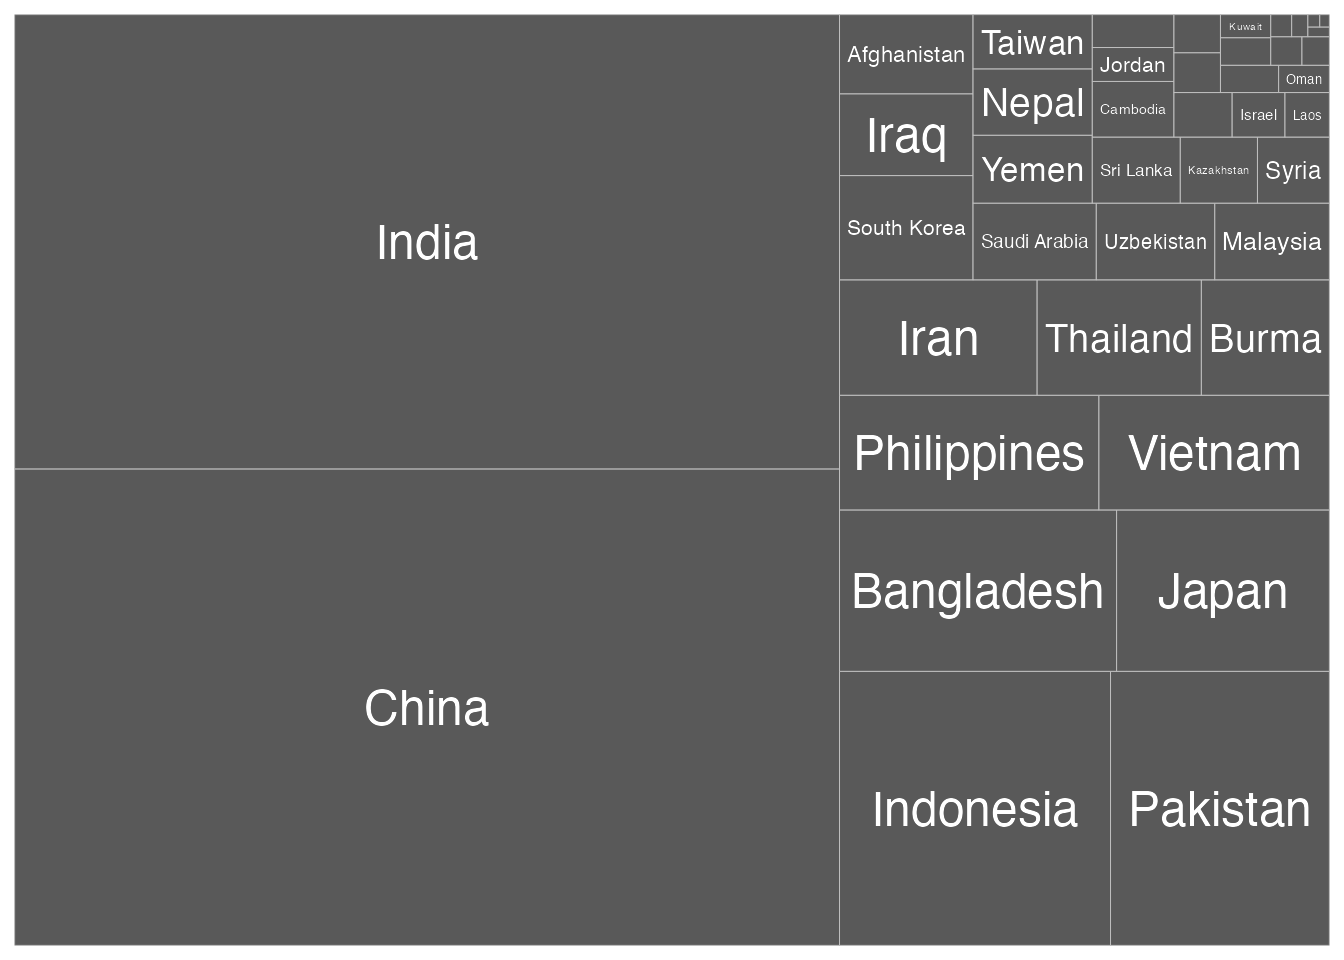 India
China
Afghanistan
Iraq
South Korea
Taiwan
Nepal
Yemen
Jordan
Cambodia
Kuwait
Oman
Israel
Laos
Sri Lanka
Kazakhstan
Syria
Saudi Arabia
Uzbekistan
Malaysia
Iran
Thailand
Burma
Philippines
Vietnam
Bangladesh
Japan
Indonesia
Pakistan